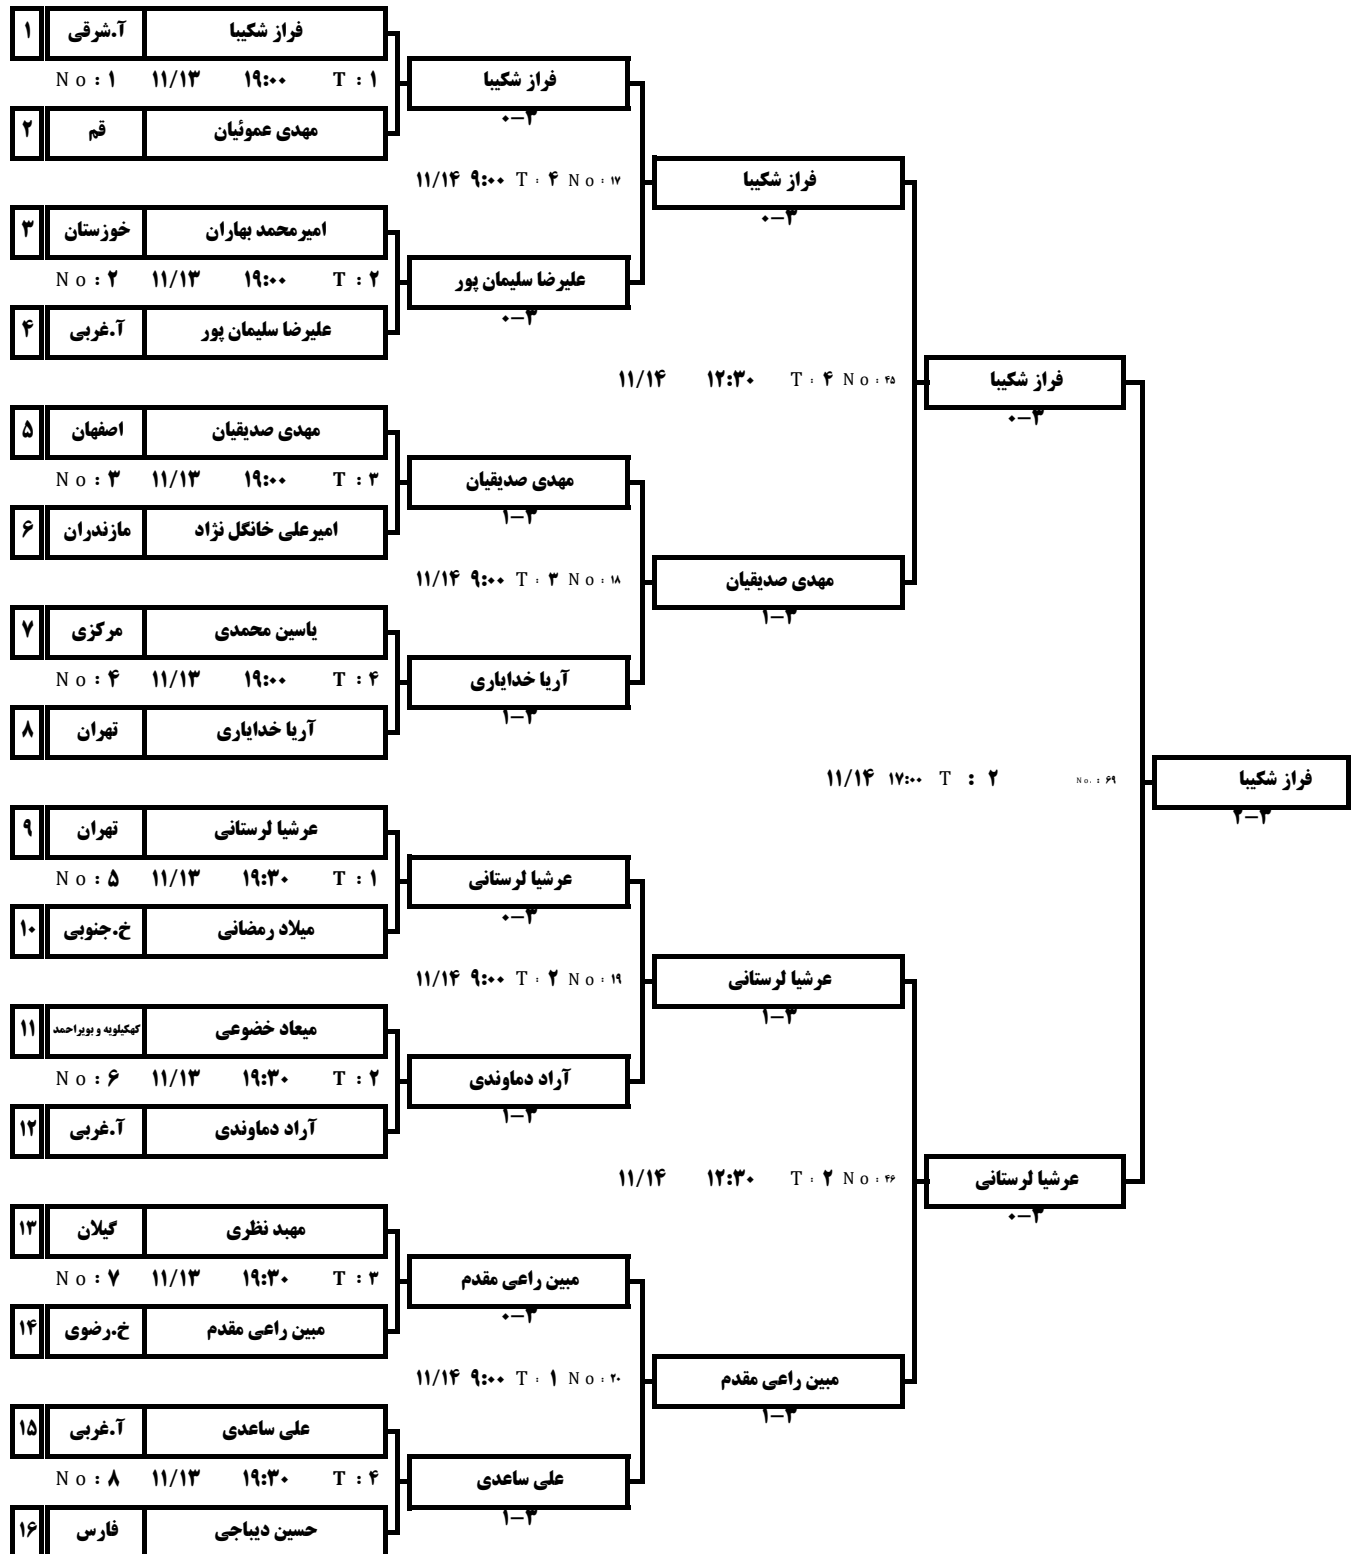 ۱ آ.شرقی فراز شکیبا
No : ۱ ۱۱/۱۳ ۱۹:۰۰ T : ۱
فراز شکیبا
۰-۳
۲ قم مهدی عموئیان
۱۱/۱۴ ۹:۰۰ T : ۴ No : ۱۷
فراز شکیبا
۰-۳
۳ خوزستان امیرمحمد بهاران
No : ۲ ۱۱/۱۳ ۱۹:۰۰ T : ۲
علیرضا سلیمان پور
۰-۳
۴ آ.غربی علیرضا سلیمان پور
۱۱/۱۴ ۱۲:۳۰ T : ۴ No : ۴۵
فراز شکیبا
۰-۳
۵ اصفهان مهدی صدیقیان
No : ۳ ۱۱/۱۳ ۱۹:۰۰ T : ۳
مهدی صدیقیان
۱-۳
۶ مازندران امیرعلی خانگل نژاد
۱۱/۱۴ ۹:۰۰ T : ۳ No : ۱۸
مهدی صدیقیان
۱-۳
۷ مرکزی یاسین محمدی
No : ۴ ۱۱/۱۳ ۱۹:۰۰ T : ۴
آریا خدایاری
۱-۳
۸ تهران آریا خدایاری
۱۱/۱۴ ۱۷:۰۰ T : ۲ No. : ۶۹
فراز شکیبا
۲-۳
۹ تهران عرشیا لرستانی
No : ۵ ۱۱/۱۳ ۱۹:۳۰ T : ۱
عرشیا لرستانی
۰-۳
۱۰ خ.جنوبی میلاد رمضانی
۱۱/۱۴ ۹:۰۰ T : ۲ No : ۱۹
عرشیا لرستانی
۱-۳
۱۱ کهکیلویه و بویراحمد میعاد خضوعی
No : ۶ ۱۱/۱۳ ۱۹:۳۰ T : ۲
آراد دماوندی
۱-۳
۱۲ آ.غربی آراد دماوندی
۱۱/۱۴ ۱۲:۳۰ T : ۲ No : ۴۶
عرشیا لرستانی
۰-۳
۱۳ گیلان مهبد نظری
No : ۷ ۱۱/۱۳ ۱۹:۳۰ T : ۳
مبین راعی مقدم
۰-۳
۱۴ خ.رضوی مبین راعی مقدم
۱۱/۱۴ ۹:۰۰ T : ۱ No : ۲۰
مبین راعی مقدم
۱-۳
۱۵ آ.غربی علی ساعدی
No : ۸ ۱۱/۱۳ ۱۹:۳۰ T : ۴
علی ساعدی
۱-۳
۱۶ فارس حسین دیباجی